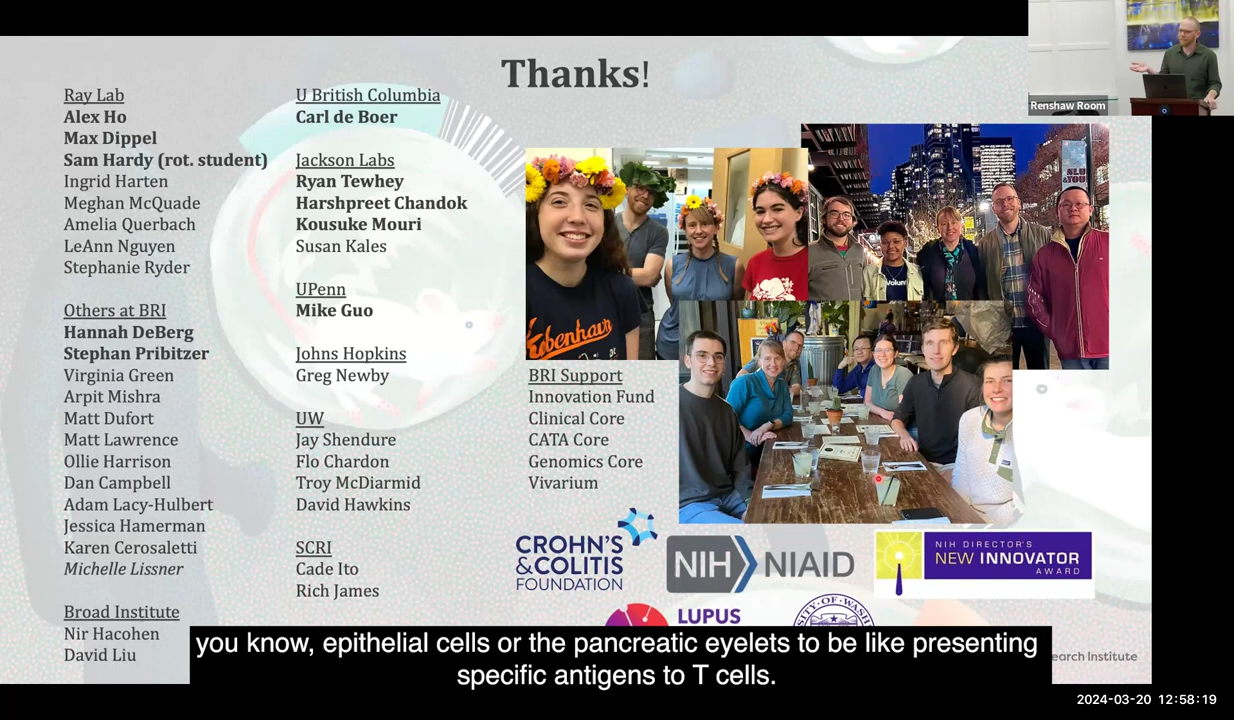 Thanks!
Renshaw Room
Ray Lab
Alex Ho
Max Dippel
Sam Hardy (rot. student)
Ingrid Harten
Meghan McQuade
Amelia Querbach
LeAnn Nguyen
Stephanie Ryder
Others at BRI
Hannah DeBerg
Stephan Pribitzer
Virginia Green
Arpit Mishra
Matt Dufort
Matt Lawrence
Ollie Harrison
Dan Campbell
Adam Lacy-Hulbert
Jessica Hamerman
Karen Cerosaletti
Michelle Lissner
Broad Institute
Nir Hacohen
David Liu
U British Columbia
Carl de Boer
Jackson Labs
Ryan Tewhey
Harshpreet Chandok
Kousuke Mouri
Susan Kales
UPenn
Mike Guo
Johns Hopkins
Greg Newby
UW
Jay Shendure
Flo Chardon
Troy McDiarmid
David Hawkins
SCRI
Cade Ito
Rich James
København
BRI Support
Innovation Fund
Clinical Core
CATA Core
Genomics Core
Vivarium
CROHN'S
&COLITIS
FOUNDATION
NIH NIAID
NIH DIRECTOR'S
NEW INNOVATOR
AWARD
LUPUS
you know, epithelial cells or the pancreatic eyelets to be like presenting
specific antigens to T cells.
earch Institute
2024-03-20 12:58:19